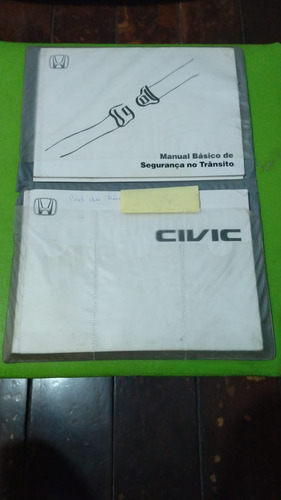 Manual Básico de
Segurança no Trânsito
CIVIC